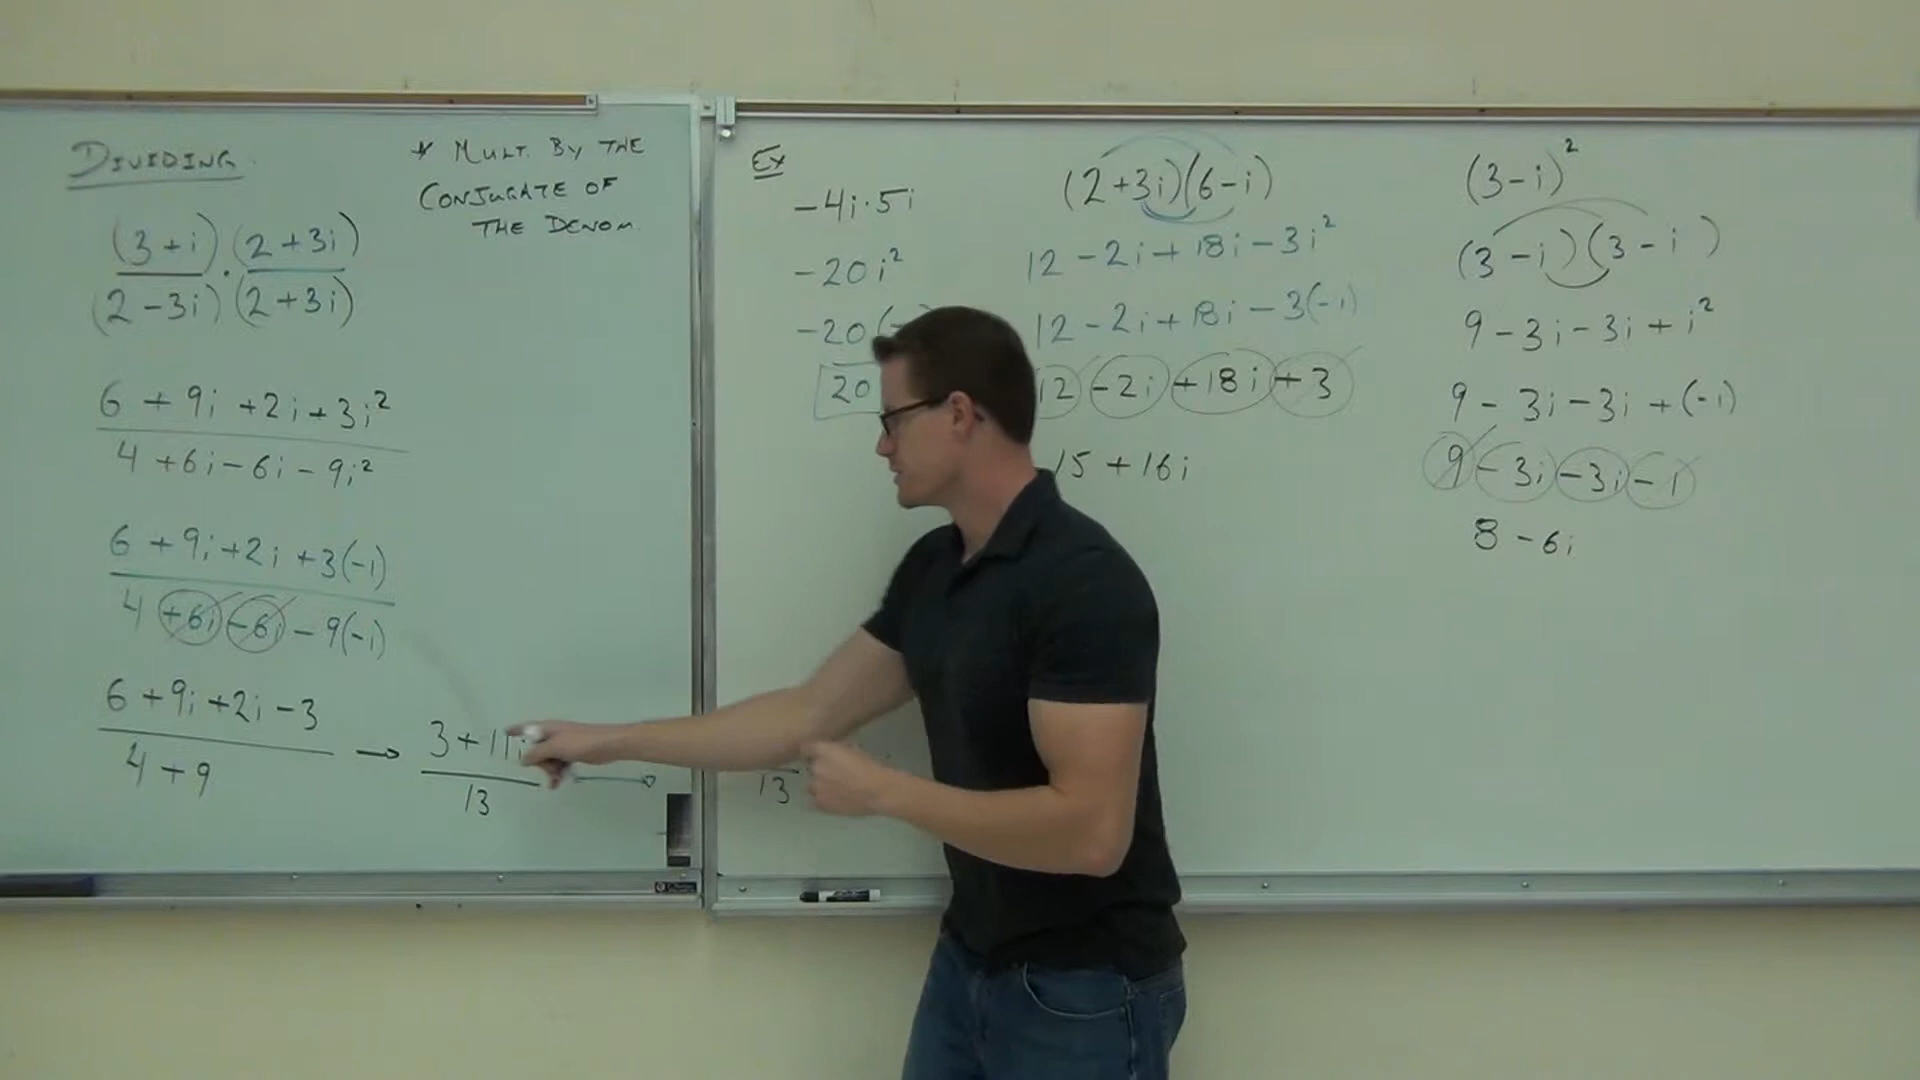 DIVIDING
* MULT. BY THE
CONJUGATE OF
THE DENOM.
(3+i) · (2+3i)
(2-3i) (2+3i)
6 + 9i + 2i + 3i²
4 + 6i - 6i - 9i²
6 + 9i + 2i + 3(-1)
4 + 6i - 6i - 9(-1)
6 + 9i + 2i - 3
4 + 9
→ 3 + 11i
13
→
13
Ex
-4i·5i
-20i²
-20(-
20
(2+3i)(6-i)
12 - 2i + 18i - 3i²
12 - 2i + 18i - 3(-1)
12 - 2i + 18i + 3
15 + 16i
(3-i)²
(3-i)(3-i)
9 - 3i - 3i + i²
9 - 3i - 3i + (-1)
9 - 3i - 3i - 1
8 - 6i